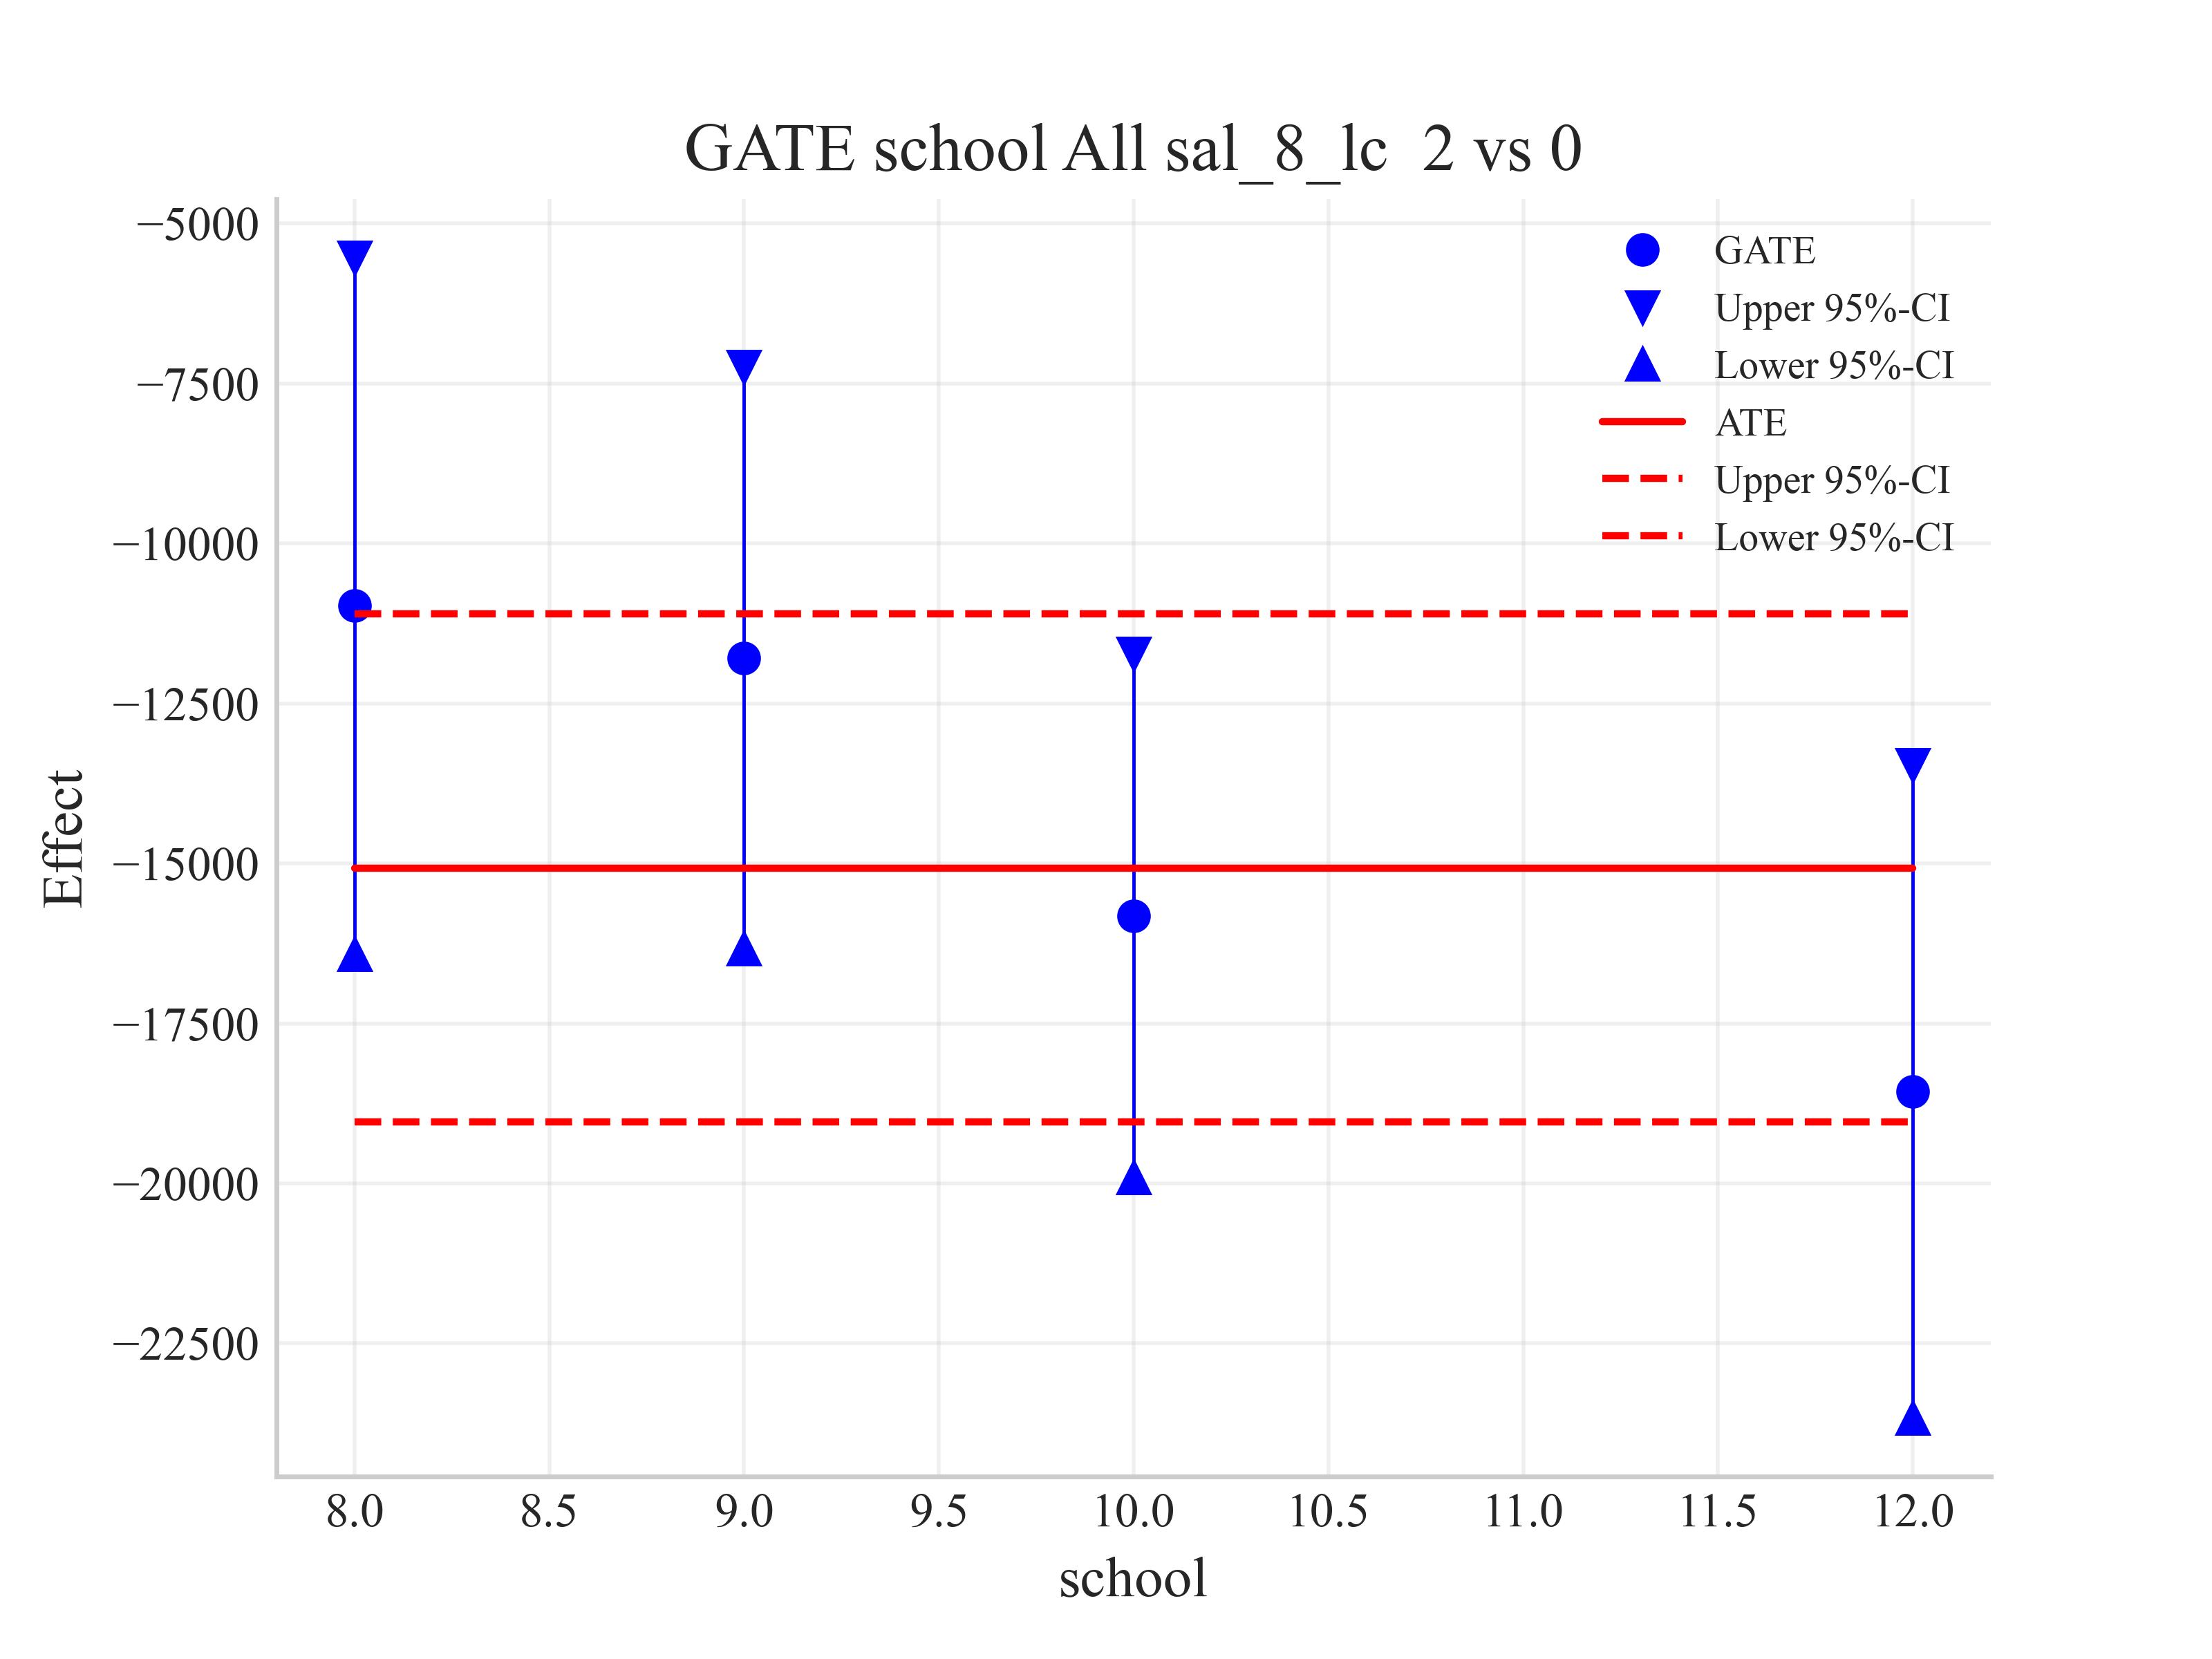 GATE school All sal_8_lc  2 vs 0
−5000
−7500
−10000
−12500
−15000
−17500
−20000
−22500
Effect
GATE
Upper 95%-CI
Lower 95%-CI
ATE
Upper 95%-CI
Lower 95%-CI
8.0 8.5 9.0 9.5 10.0 10.5 11.0 11.5 12.0
school